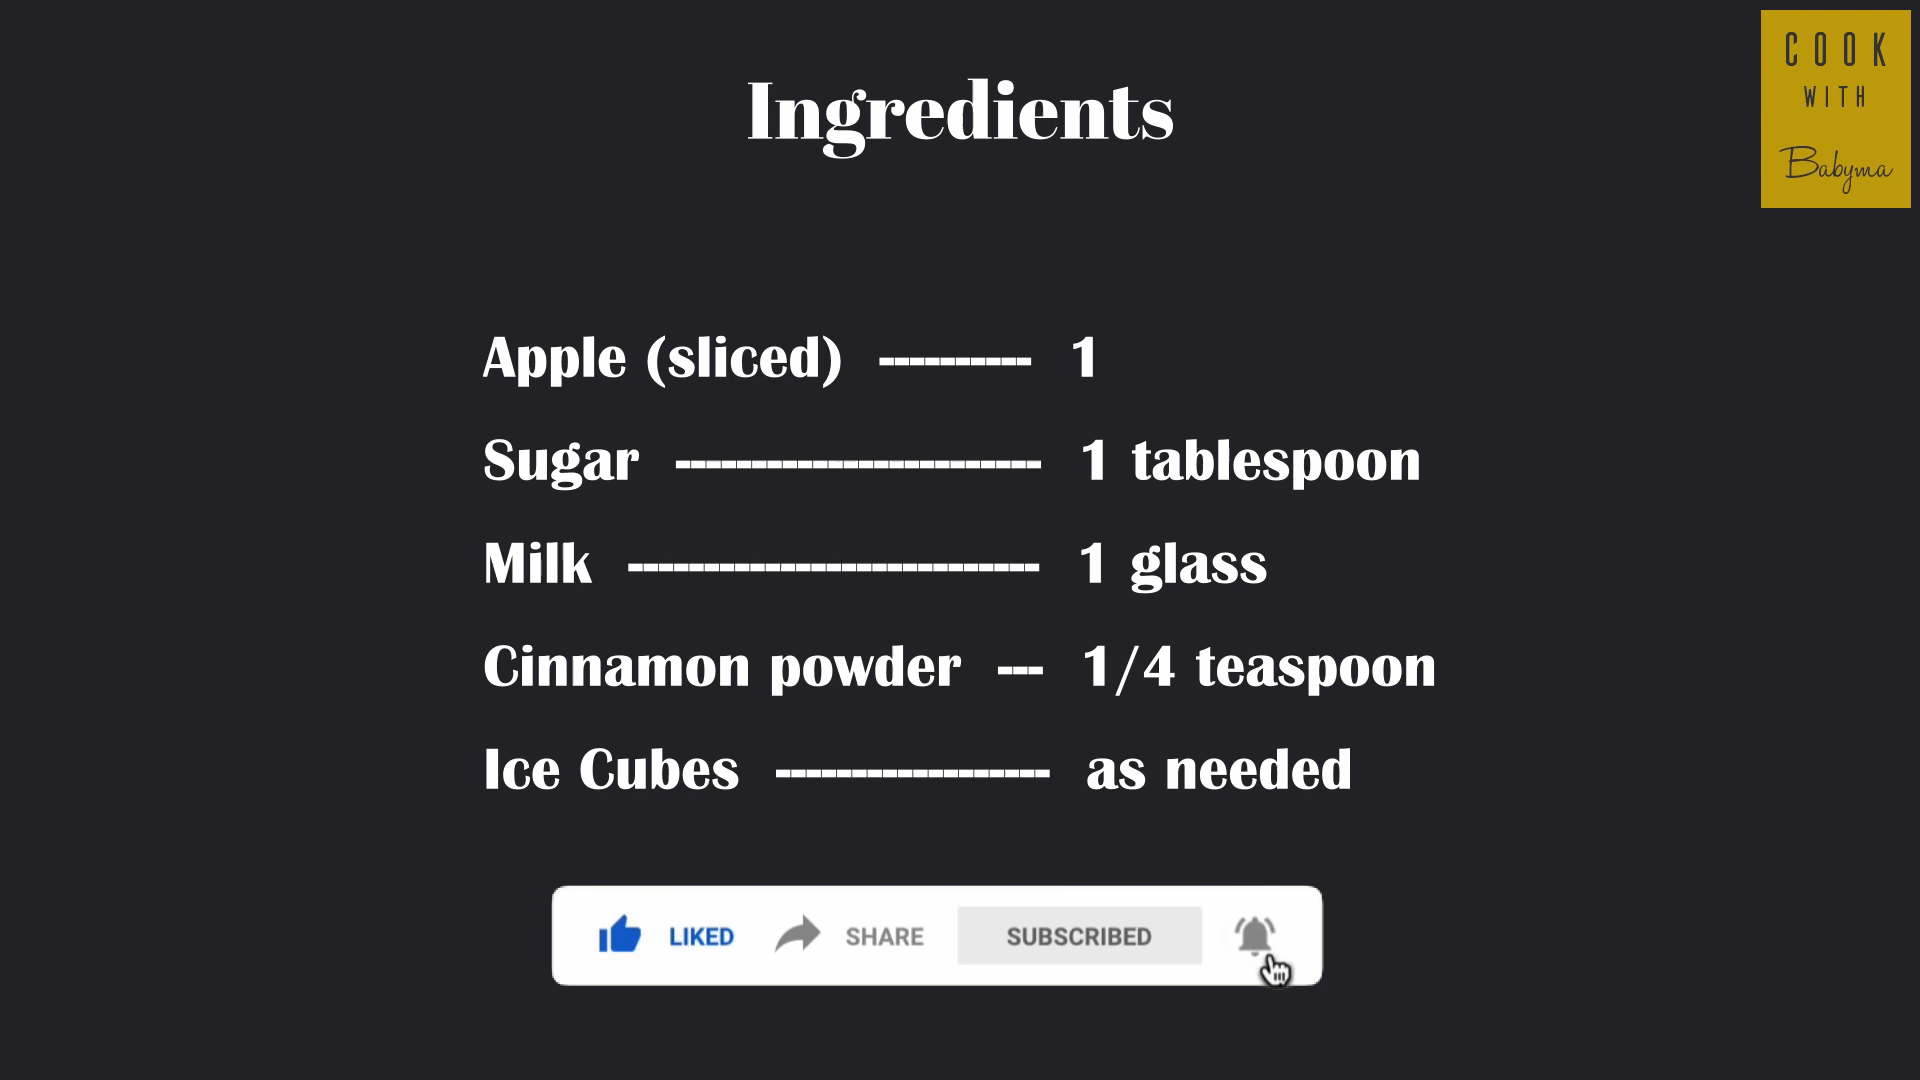 COOK
WITH
Babyma
Ingredients
Apple (sliced) ---------- 1
Sugar ------------------------ 1 tablespoon
Milk --------------------------- 1 glass
Cinnamon powder --- 1/4 teaspoon
Ice Cubes ------------------ as needed
LIKED SHARE SUBSCRIBED